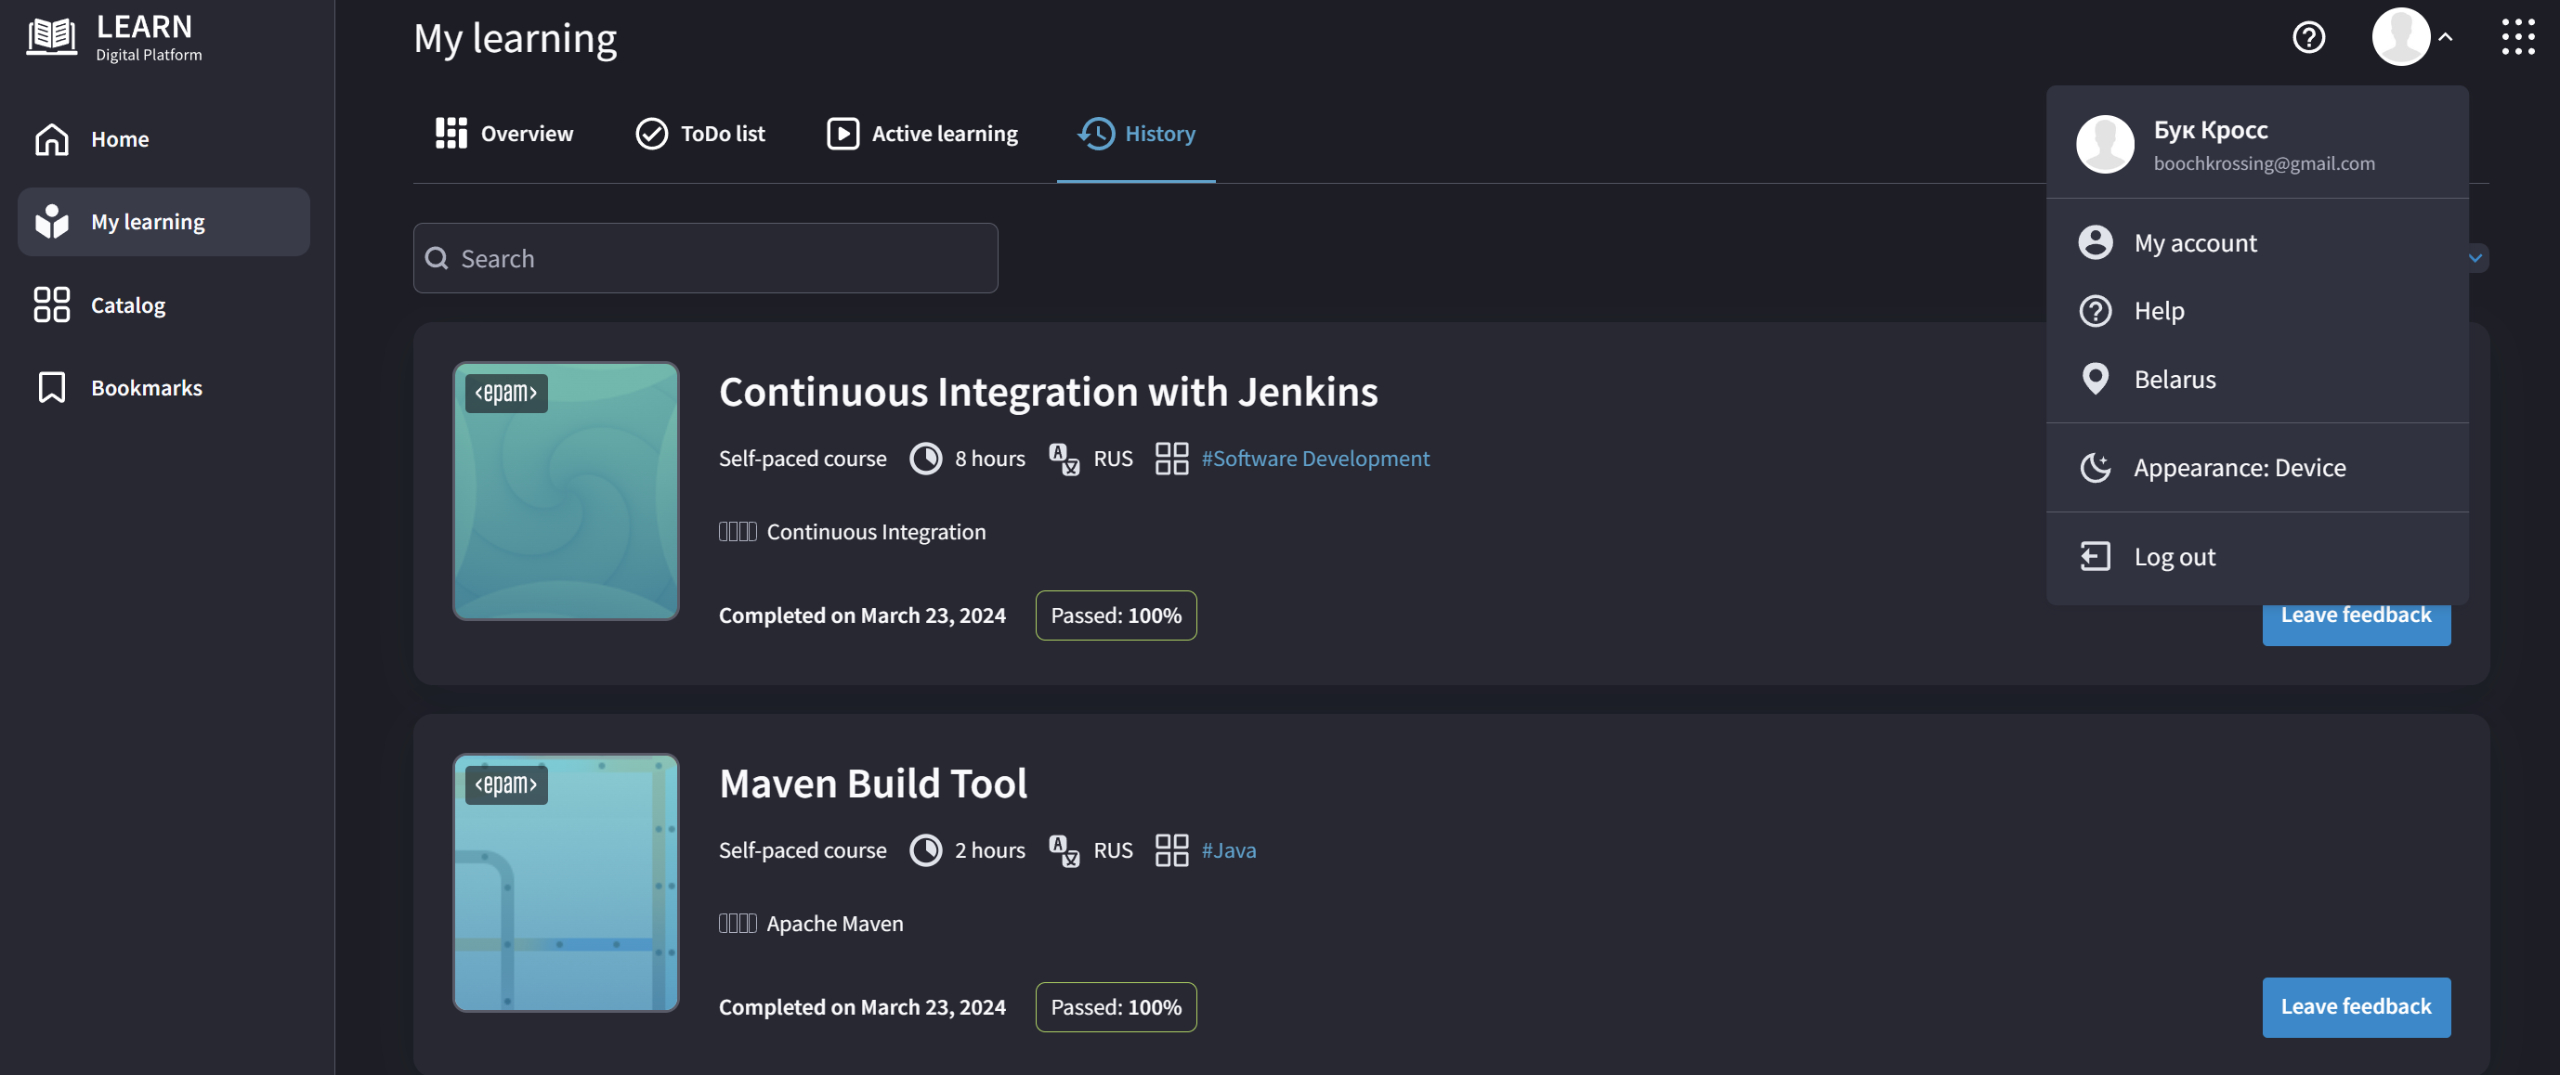 LEARN
Digital Platform
Home
My learning
Catalog
Bookmarks
My learning
Overview
ToDo list
Active learning
History
Search
Бук Кросс
boochkrossing@gmail.com
My account
Help
Belarus
Appearance: Device
Log out
<epam>
Continuous Integration with Jenkins
Self-paced course 8 hours RUS #Software Development
Continuous Integration
Completed on March 23, 2024 Passed: 100%
Leave feedback
<epam>
Maven Build Tool
Self-paced course 2 hours RUS #Java
Apache Maven
Completed on March 23, 2024 Passed: 100%
Leave feedback